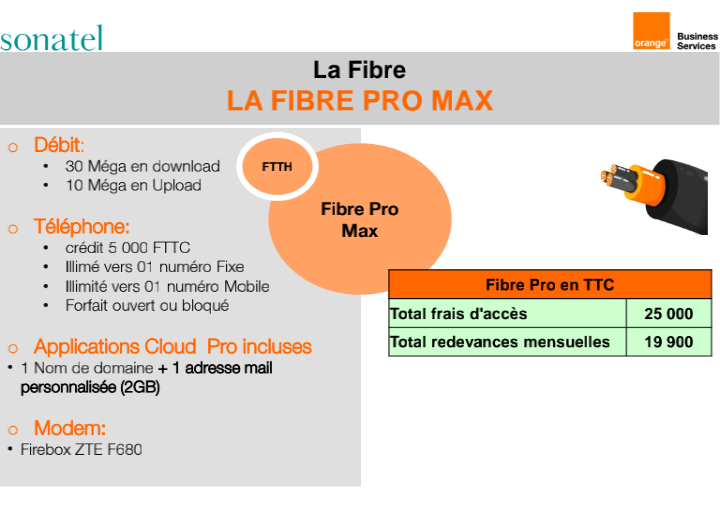 sonatel
orange™
Business
Services
La Fibre
LA FIBRE PRO MAX
o Débit:
• 30 Méga en download
• 10 Méga en Upload
FTTH
Fibre Pro
Max
o Téléphone:
• crédit 5 000 FTTC
• Illimé vers 01 numéro Fixe
• Illimité vers 01 numéro Mobile
• Forfait ouvert ou bloqué
Fibre Pro en TTC
Total frais d'accès 25 000
Total redevances mensuelles 19 900
o Applications Cloud Pro incluses
• 1 Nom de domaine + 1 adresse mail
personnalisée (2GB)
o Modem:
• Firebox ZTE F680